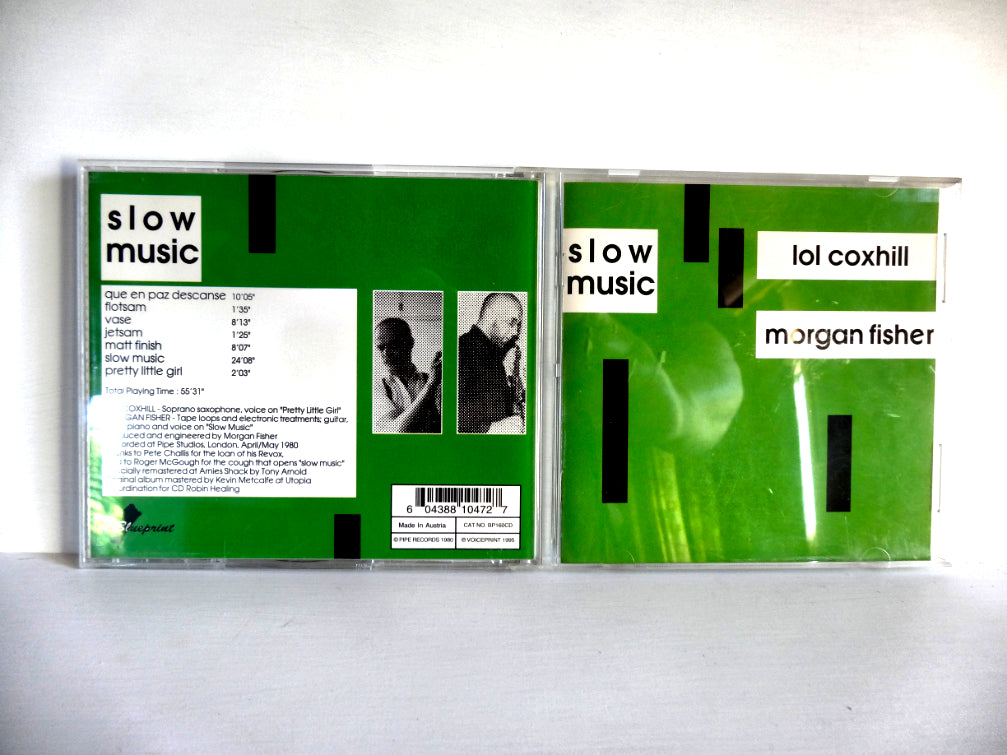 slow
music
que en paz descanse 10'05"
flotsam 1'35"
vase 8'13"
jetsam 1'25"
matt finish 8'07"
slow music 24'08"
pretty little girl 2'03"
Total Playing Time : 55'31"
COXHILL - Soprano saxophone, voice on "Pretty Little Girl"
GAN FISHER - Tape loops and electronic treatments; guitar,
piano and voice on "Slow Music"
duced and engineered by Morgan Fisher
orded at Pipe Studios, London, April/May 1980
nks to Pete Challis for the loan of his Revox,
to Roger McGough for the cough that opens "slow music"
cially remastered at Arnies Shack by Tony Arnold
ginal album mastered by Kevin Metcalfe at Utopia
ordination for CD Robin Healing
Blueprint
6 04388 10472 7
Made in Austria
CAT NO. BP168CD
© PIPE RECORDS 1980
℗ VOICEPRINT 1995
slow
music
lol coxhill
morgan fisher